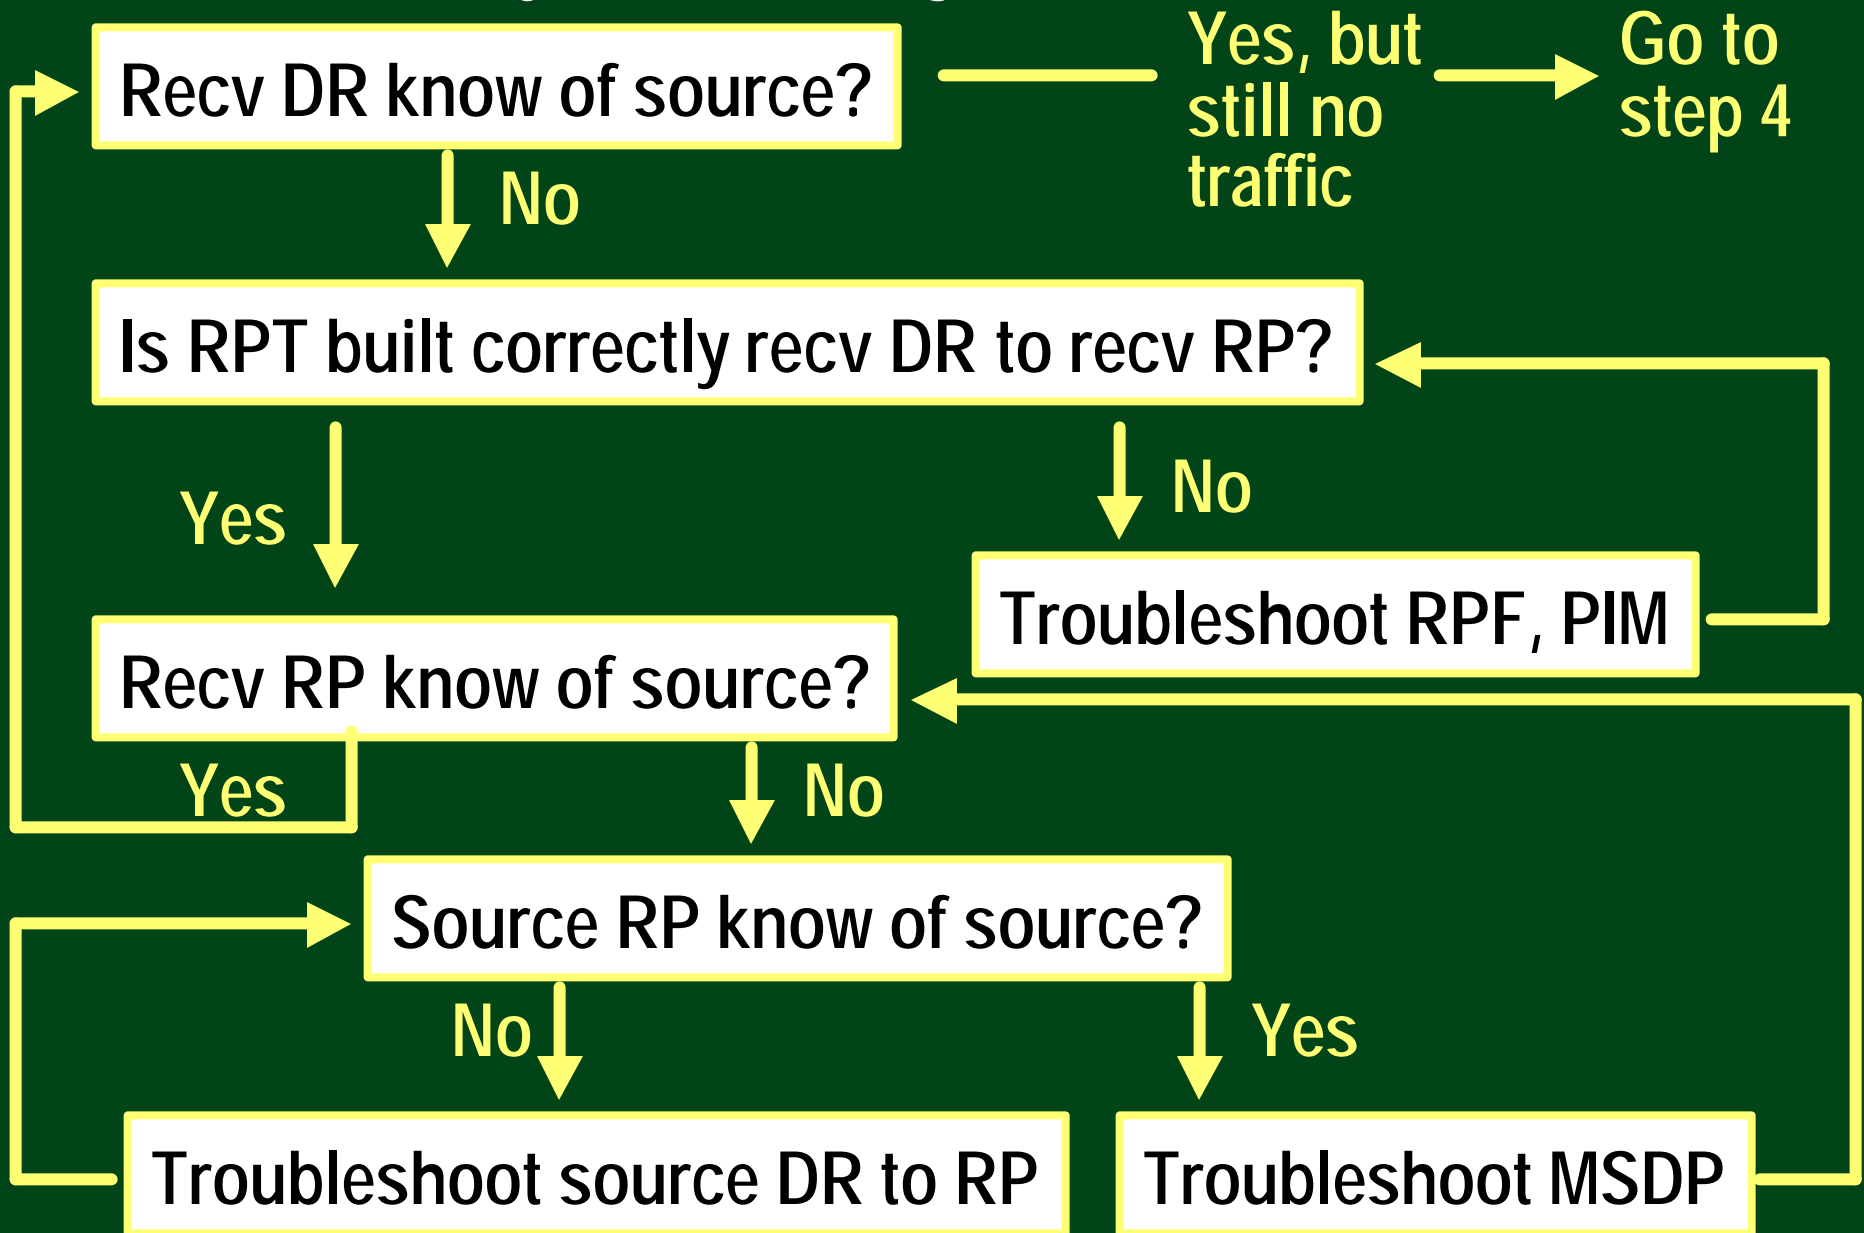 Recv DR know of source?
Yes, but
still no
traffic
Go to
step 4
No
Is RPT built correctly recv DR to recv RP?
Yes
No
Troubleshoot RPF, PIM
Recv RP know of source?
Yes
No
Source RP know of source?
No
Yes
Troubleshoot source DR to RP
Troubleshoot MSDP